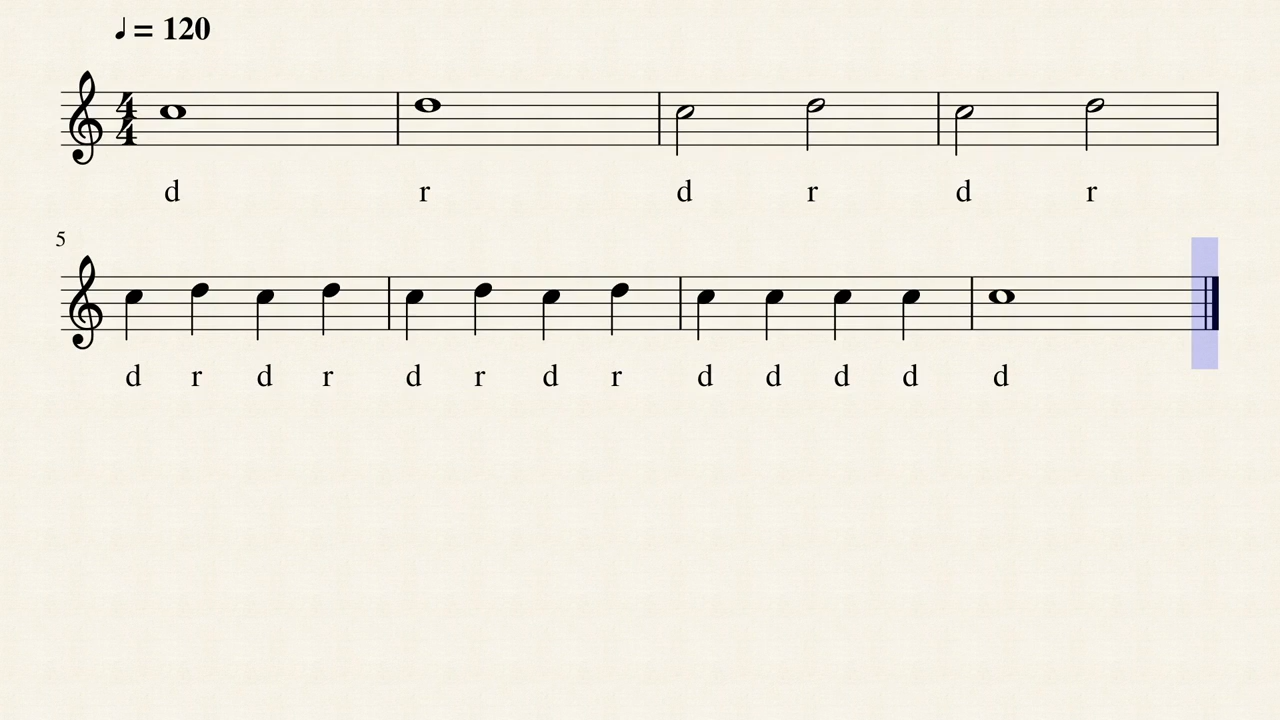 ♩ = 120
4
4
d r d r d r
5
d r d r d r d r d d d d d